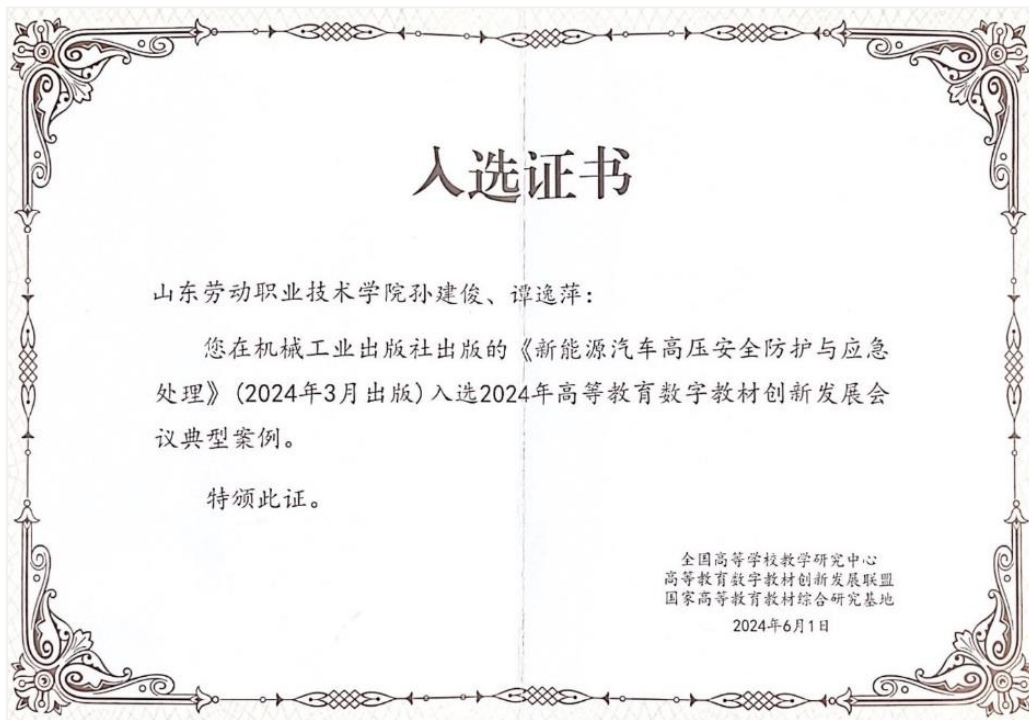 入选证书
山东劳动职业技术学院孙建俊、谭逸萍：
您在机械工业出版社出版的《新能源汽车高压安全防护与应急
处理》(2024年3月出版)入选2024年高等教育数字教材创新发展会
议典型案例。
特颁此证。
全国高等学校教学研究中心
高等教育数字教材创新发展联盟
国家高等教育教材综合研究基地
2024年6月1日